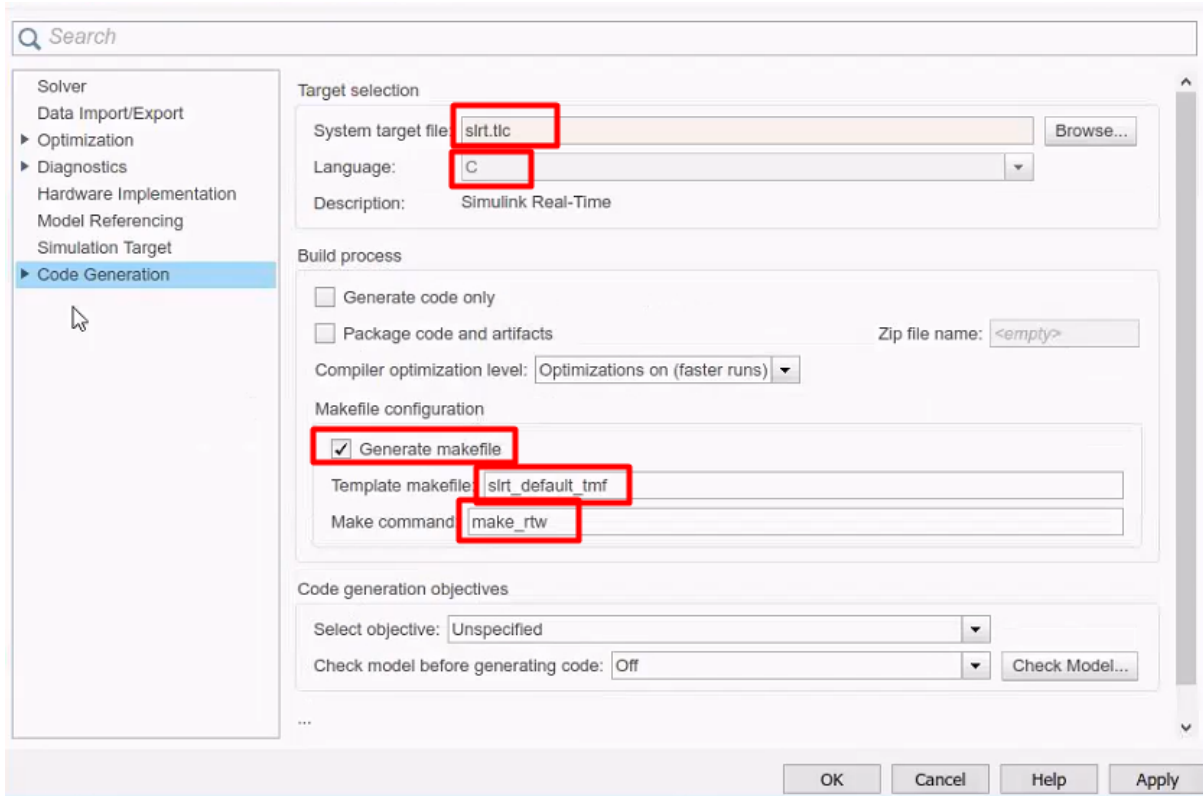 Search
Solver
Data Import/Export
Optimization
Diagnostics
Hardware Implementation
Model Referencing
Simulation Target
Code Generation
Target selection
System target file: slrt.tlc Browse...
Language: C
Description: Simulink Real-Time
Build process
Generate code only
Package code and artifacts Zip file name: <empty>
Compiler optimization level: Optimizations on (faster runs)
Makefile configuration
Generate makefile
Template makefile: slrt_default_tmf
Make command: make_rtw
Code generation objectives
Select objective: Unspecified
Check model before generating code: Off Check Model...
...
OK Cancel Help Apply